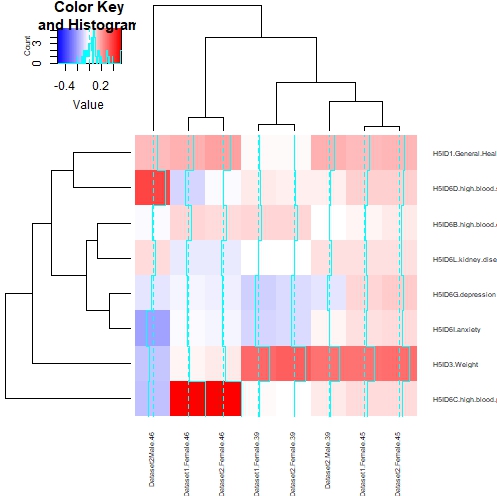 Color Key
and Histogram
Count
0 3
-0.4 0.2
Value
H5ID1.General.Heal
H5ID6D.high.blood.s
H5ID6B.high.blood.
H5ID6L.kidney.dise
H5ID6G.depression
H5ID6I.anxiety
H5ID3.Weight
H5ID6C.high.blood.
Dataset2Male.46
Dataset1.Female.46
Dataset2.Female.46
Dataset1.Female.39
Dataset2.Female.39
Dataset2.Male.39
Dataset1.Female.45
Dataset2.Female.45